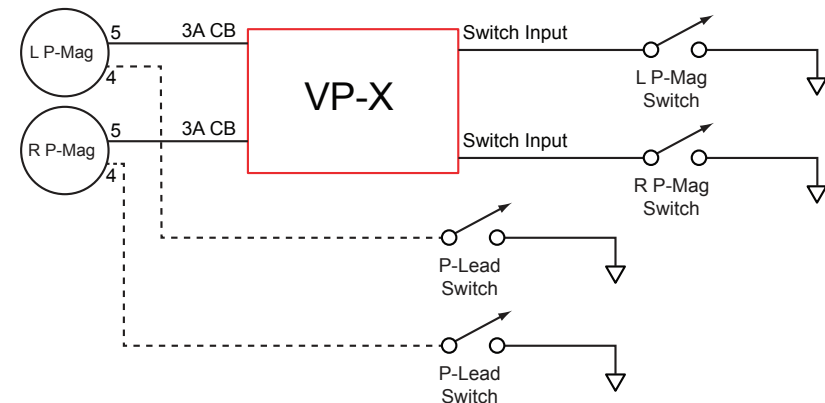 5
3A CB
Switch Input
L P-Mag
4
VP-X
L P-Mag
Switch
5
3A CB
Switch Input
R P-Mag
4
R P-Mag
Switch
P-Lead
Switch
P-Lead
Switch